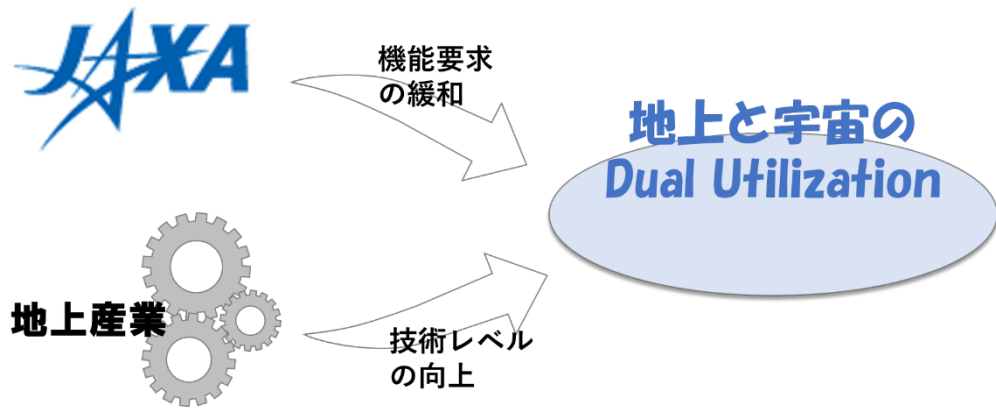 JAXA
機能要求
の緩和
地上と宇宙の
Dual Utilization
地上産業
技術レベル
の向上